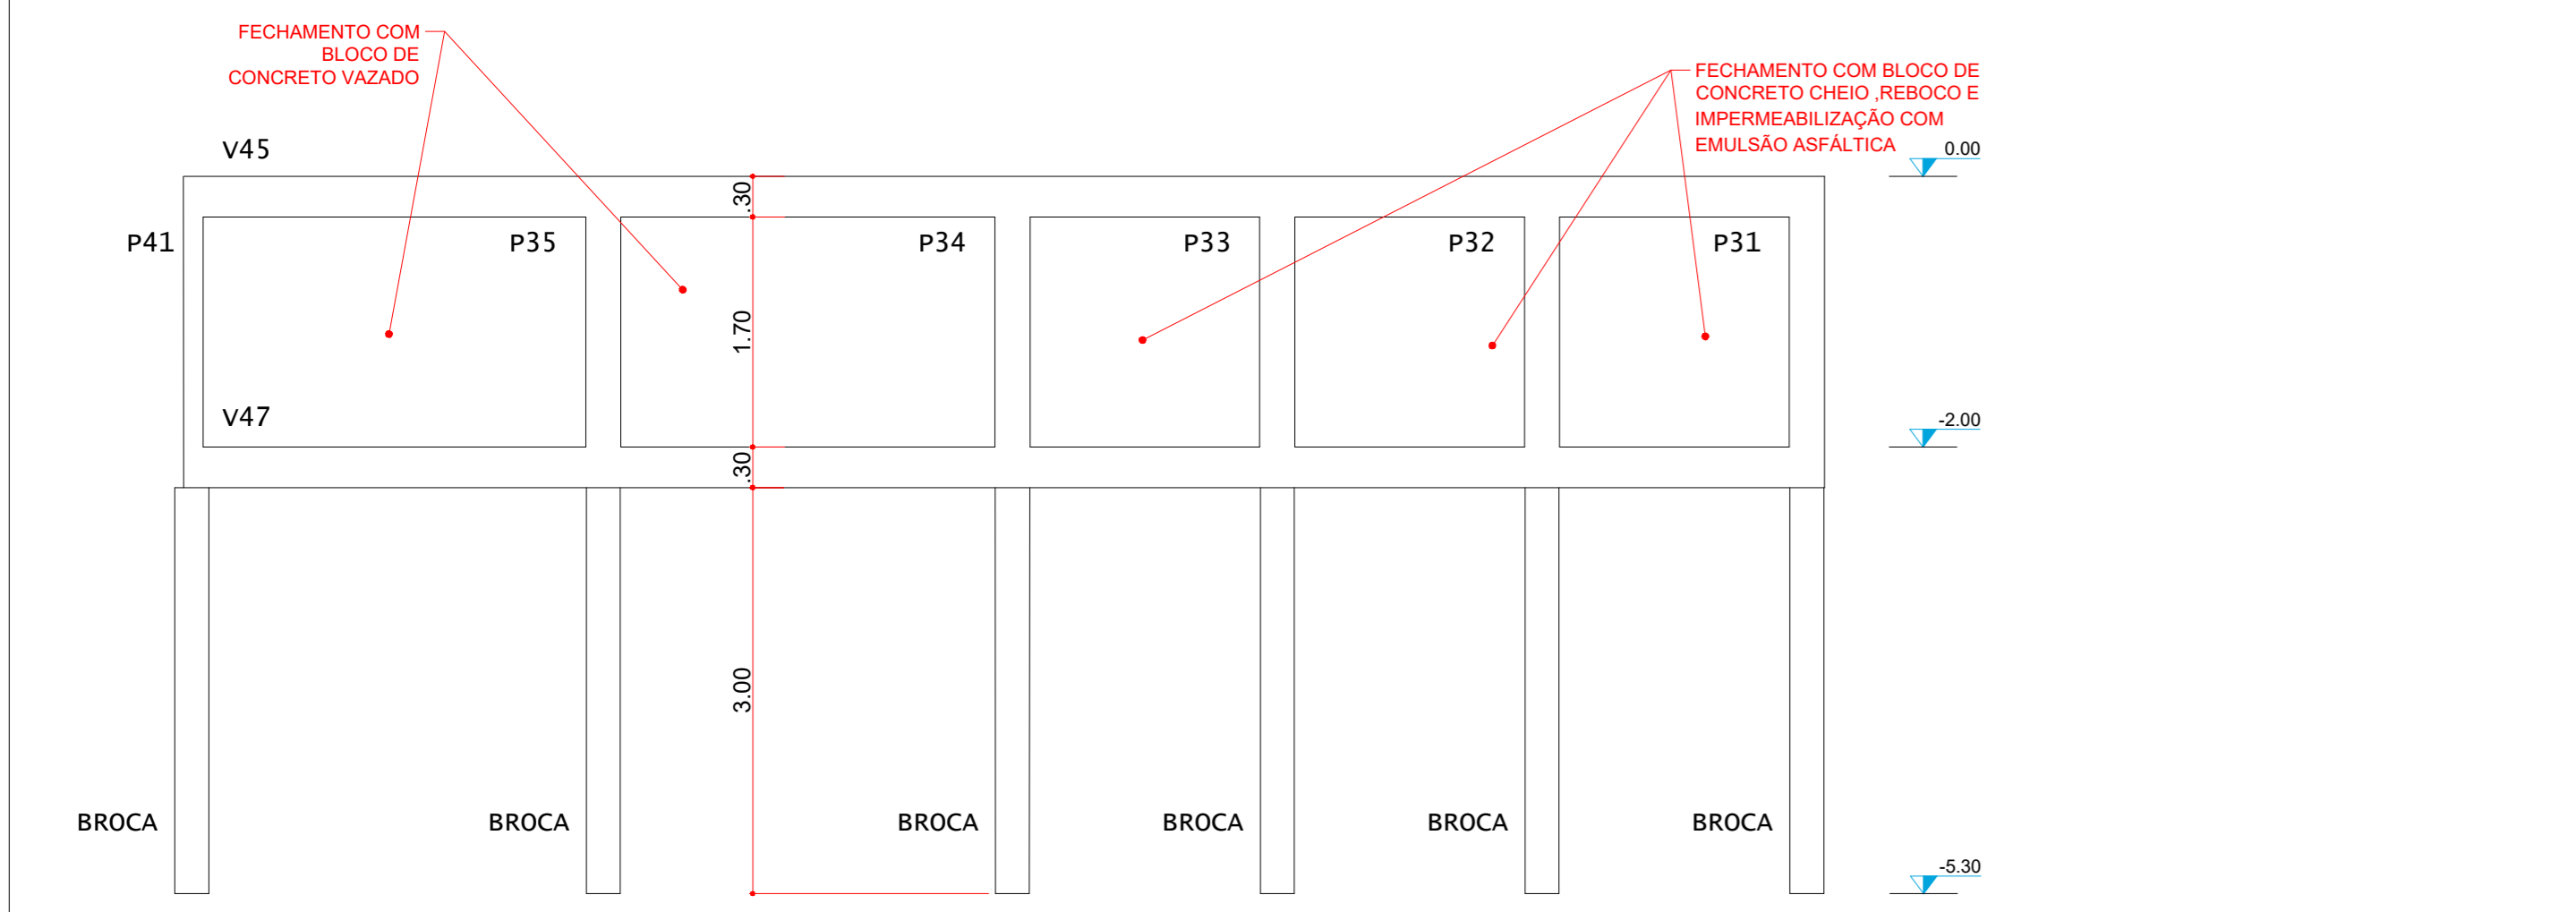 FECHAMENTO COM
BLOCO DE
CONCRETO VAZADO
FECHAMENTO COM BLOCO DE
CONCRETO CHEIO ,REBOCO E
IMPERMEABILIZAÇÃO COM
EMULSÃO ASFÁLTICA
0.00
V45
.30
P41
P35
P34
P33
P32
P31
1.70
V47
-2.00
.30
3.00
BROCA
BROCA
BROCA
BROCA
BROCA
BROCA
-5.30